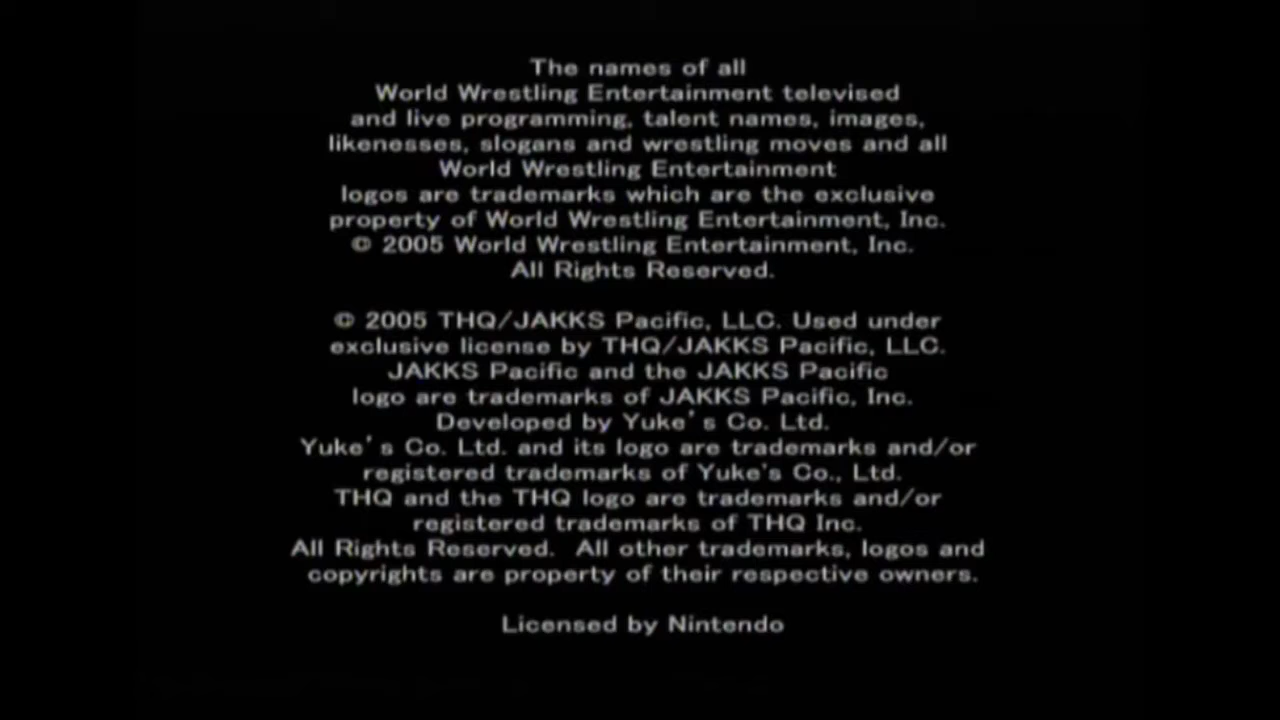 The names of all
World Wrestling Entertainment televised
and live programming, talent names, images,
likenesses, slogans and wrestling moves and all
World Wrestling Entertainment
logos are trademarks which are the exclusive
property of World Wrestling Entertainment, Inc.
© 2005 World Wrestling Entertainment, Inc.
All Rights Reserved.
© 2005 THQ/JAKKS Pacific, LLC. Used under
exclusive license by THQ/JAKKS Pacific, LLC.
JAKKS Pacific and the JAKKS Pacific
logo are trademarks of JAKKS Pacific, Inc.
Developed by Yuke’s Co. Ltd.
Yuke’s Co. Ltd. and its logo are trademarks and/or
registered trademarks of Yuke's Co., Ltd.
THQ and the THQ logo are trademarks and/or
registered trademarks of THQ Inc.
All Rights Reserved.  All other trademarks, logos and
copyrights are property of their respective owners.
Licensed by Nintendo